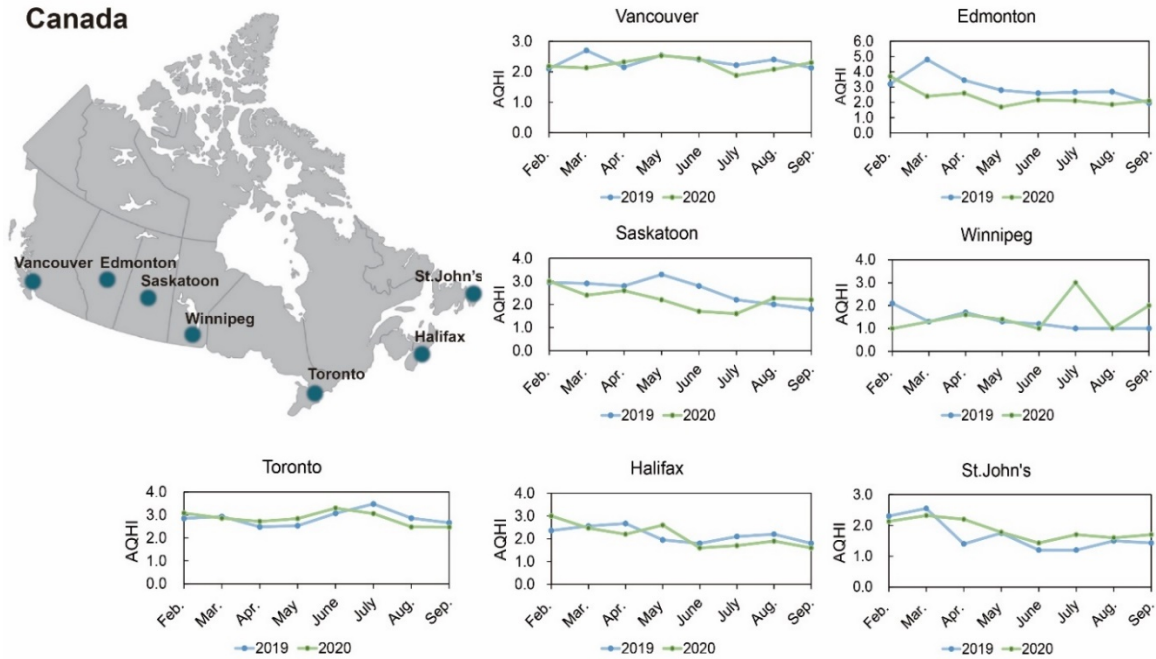 Canada
Vancouver
Edmonton
Saskatoon
Winnipeg
Toronto
Halifax
St.John's
Vancouver
AQHI
3.0
2.0
1.0
0.0
Feb.
Mar.
Apr.
May
June
July
Aug.
Sep.
2019
2020
Edmonton
AQHI
6.0
5.0
4.0
3.0
2.0
1.0
0.0
Feb.
Mar.
Apr.
May
June
July
Aug.
Sep.
2019
2020
Saskatoon
AQHI
4.0
3.0
2.0
1.0
0.0
Feb.
Mar.
Apr.
May
June
July
Aug.
Sep.
2019
2020
Winnipeg
AQHI
4.0
3.0
2.0
1.0
0.0
Feb.
Mar.
Apr.
May
June
July
Aug.
Sep.
2019
2020
Toronto
AQHI
4.0
3.0
2.0
1.0
0.0
Feb.
Mar.
Apr.
May
June
July
Aug.
Sep.
2019
2020
Halifax
AQHI
4.0
3.0
2.0
1.0
0.0
Feb.
Mar.
Apr.
May
June
July
Aug.
Sep.
2019
2020
St.John's
AQHI
3.0
2.0
1.0
0.0
Feb.
Mar.
Apr.
May
June
July
Aug.
Sep.
2019
2020